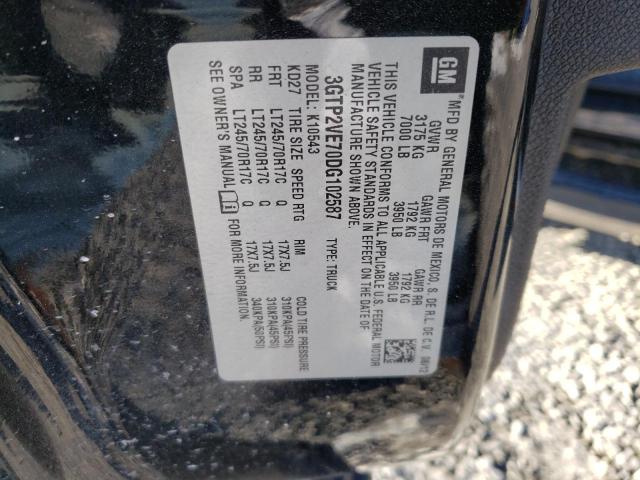 GM
MFD BY GENERAL MOTORS DE MEXICO, S. DE R.L. DE C.V. 08/12
GVWR GAWR FRT GAWR RR
3175 KG 1792 KG 1792 KG
7000 LB 3950 LB 3950 LB
THIS VEHICLE CONFORMS TO ALL APPLICABLE U.S. FEDERAL MOTOR
VEHICLE SAFETY STANDARDS IN EFFECT ON THE DATE OF
MANUFACTURE SHOWN ABOVE.
3GTP2VE70DG102587 TYPE: TRUCK
MODEL: K10543
KD27 TIRE SIZE SPEED RTG RIM COLD TIRE PRESSURE
FRT LT245/70R17C Q 17X7.5J 310KPA(45PSI)
RR LT245/70R17C Q 17X7.5J 310KPA(45PSI)
SPA LT245/70R17C Q 17X7.5J 340KPA(50PSI)
SEE OWNER'S MANUAL FOR MORE INFORMATION.